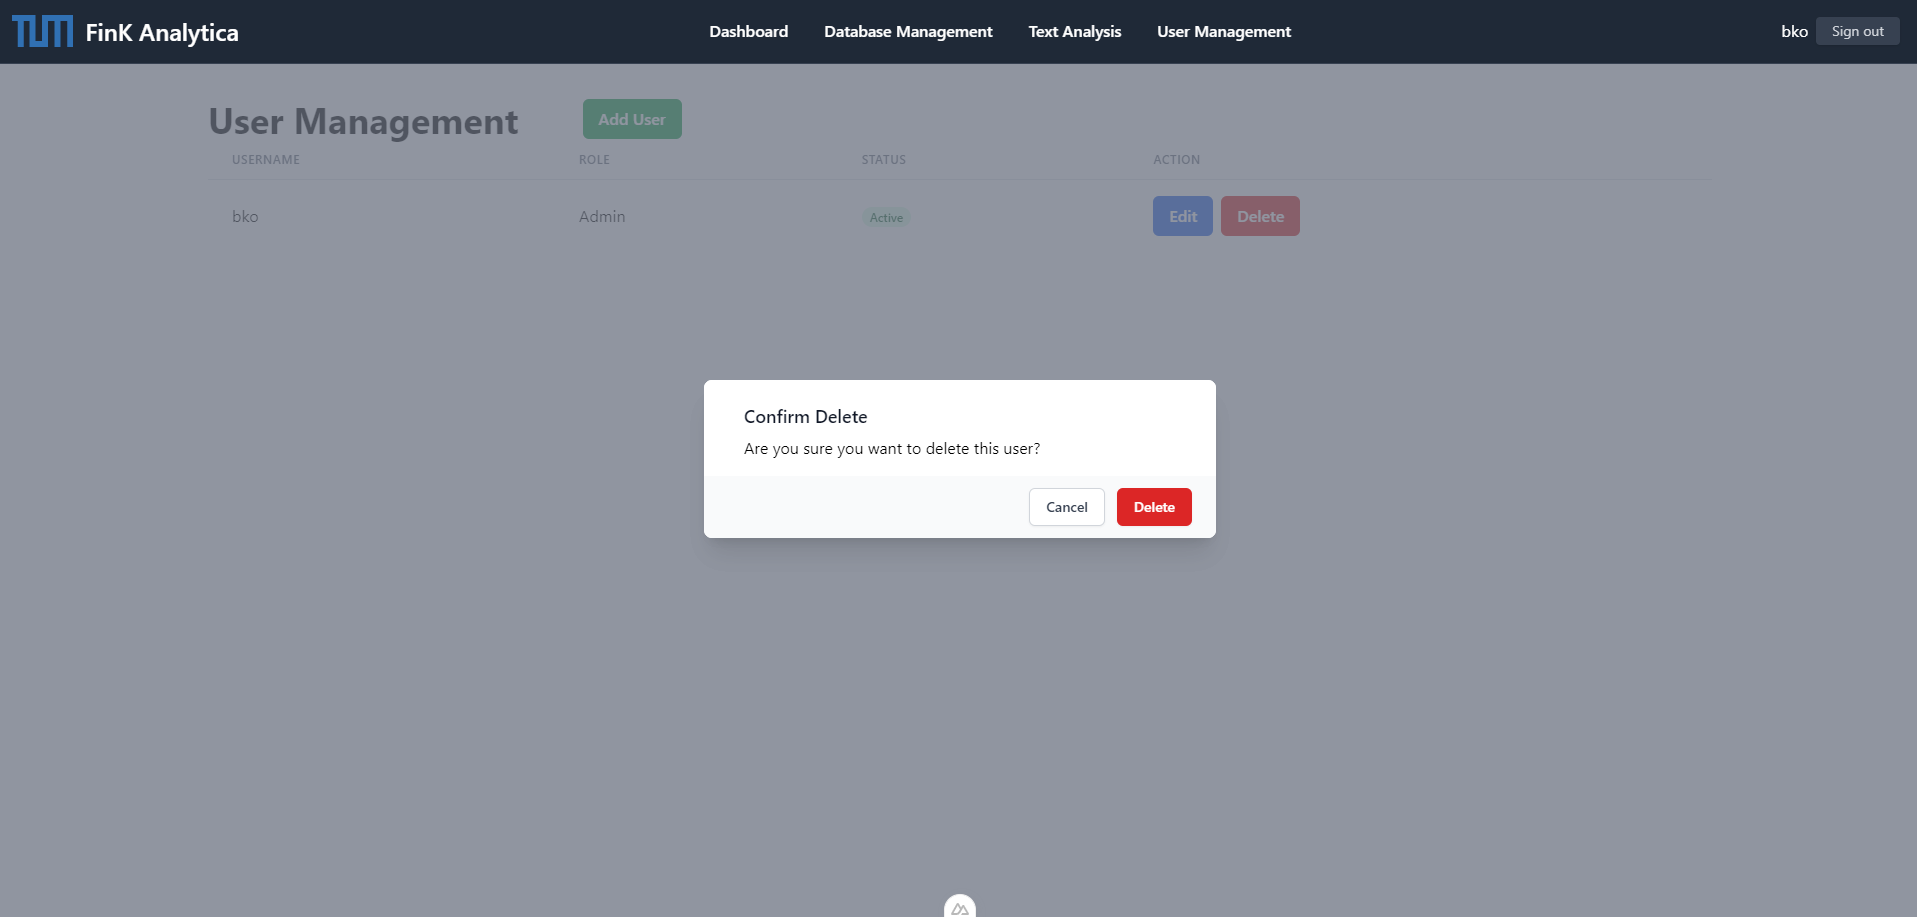 TUM FinK Analytica Dashboard Database Management Text Analysis User Management bko Sign out
User Management Add User
USERNAME ROLE STATUS ACTION
bko Admin Active Edit Delete
Confirm Delete
Are you sure you want to delete this user?
Cancel Delete